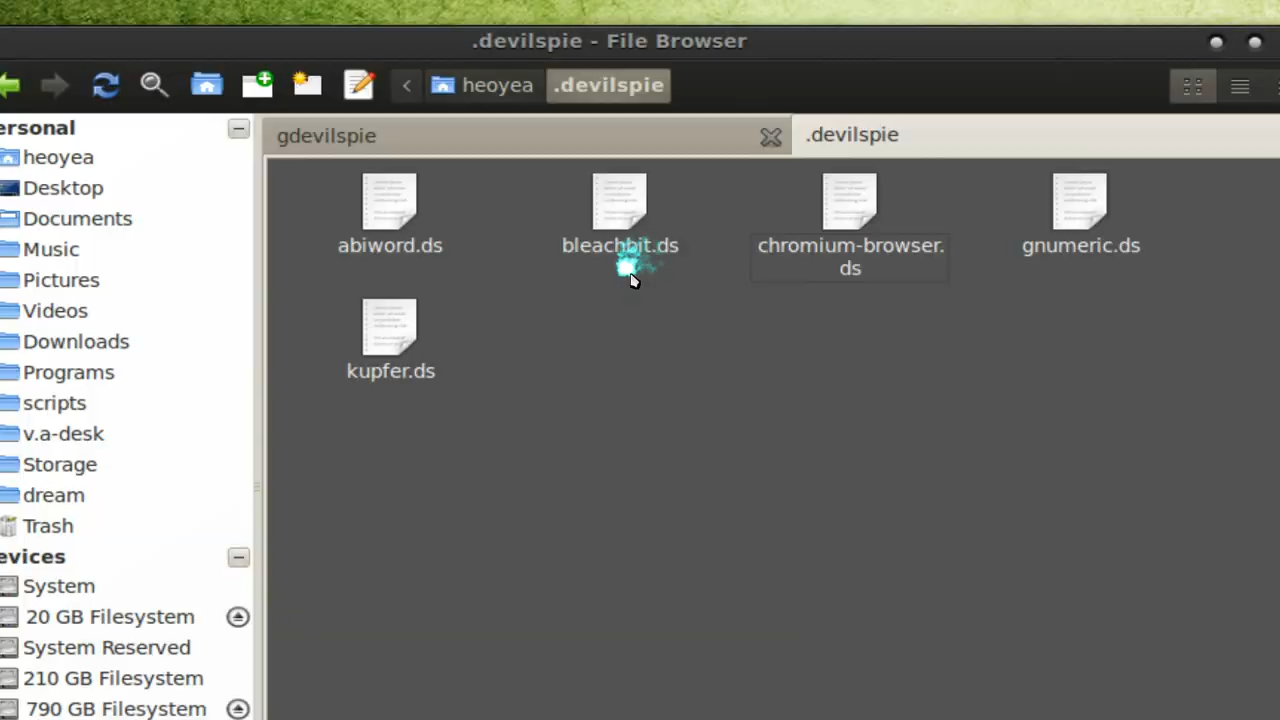 .devilspie - File Browser
heoyea
.devilspie
ersonal
gdevilspie
.devilspie
heoyea
Desktop
Documents
Music
Pictures
Videos
Downloads
Programs
scripts
v.a-desk
Storage
dream
Trash
evices
System
20 GB Filesystem
System Reserved
210 GB Filesystem
790 GB Filesystem
abiword.ds
bleachbit.ds
chromium-browser.
ds
gnumeric.ds
kupfer.ds